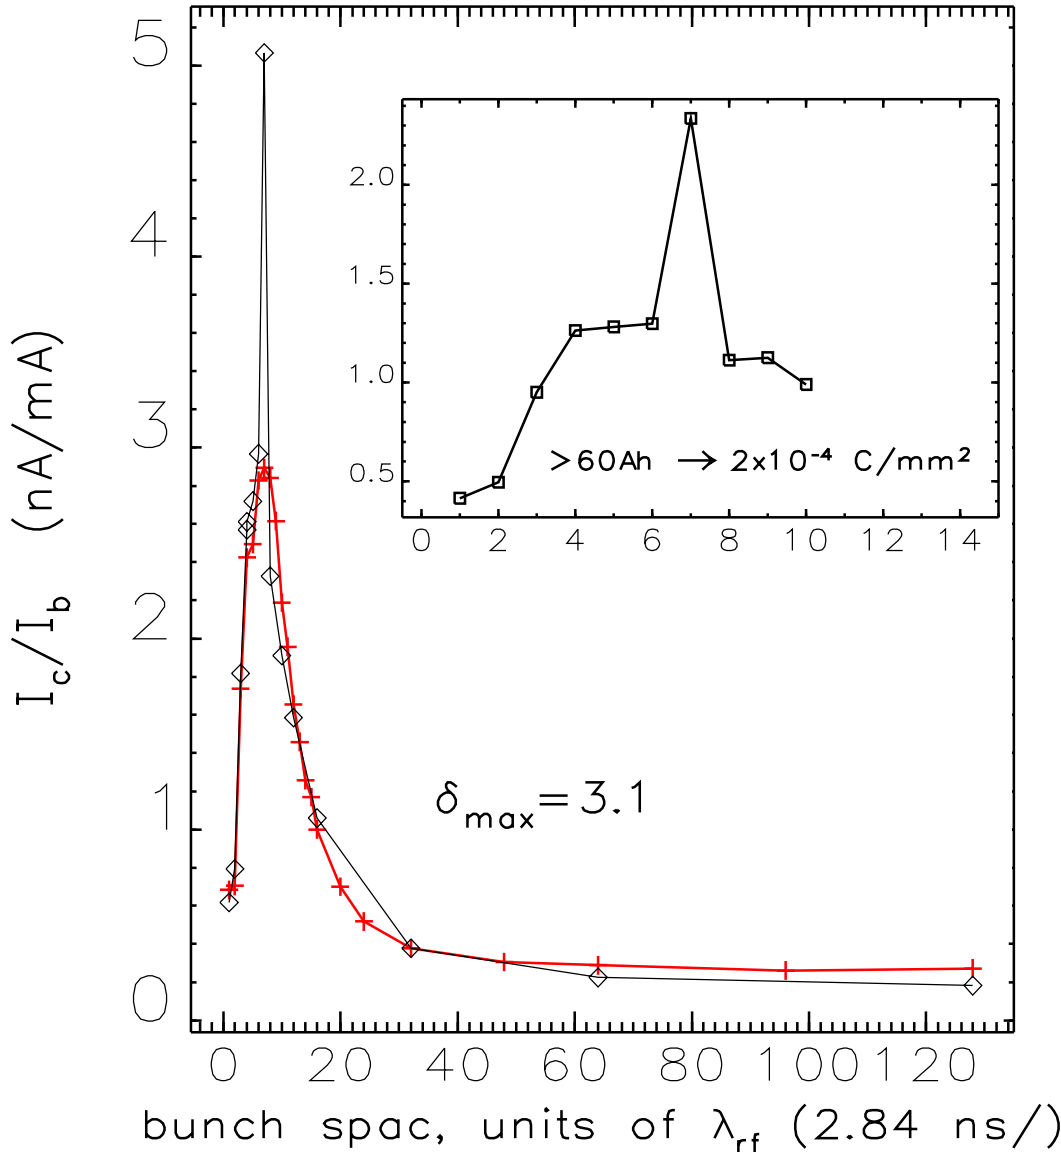 5
4
3
2
1
0
I_c/I_b (nA/mA)
2.0
1.5
1.0
0.5
>60Ah → 2x10⁻⁴ C/mm²
0 2 4 6 8 10 12 14
δ_max=3.1
0 20 40 60 80 100 120
bunch spac, units of λ_rf (2.84 ns/)